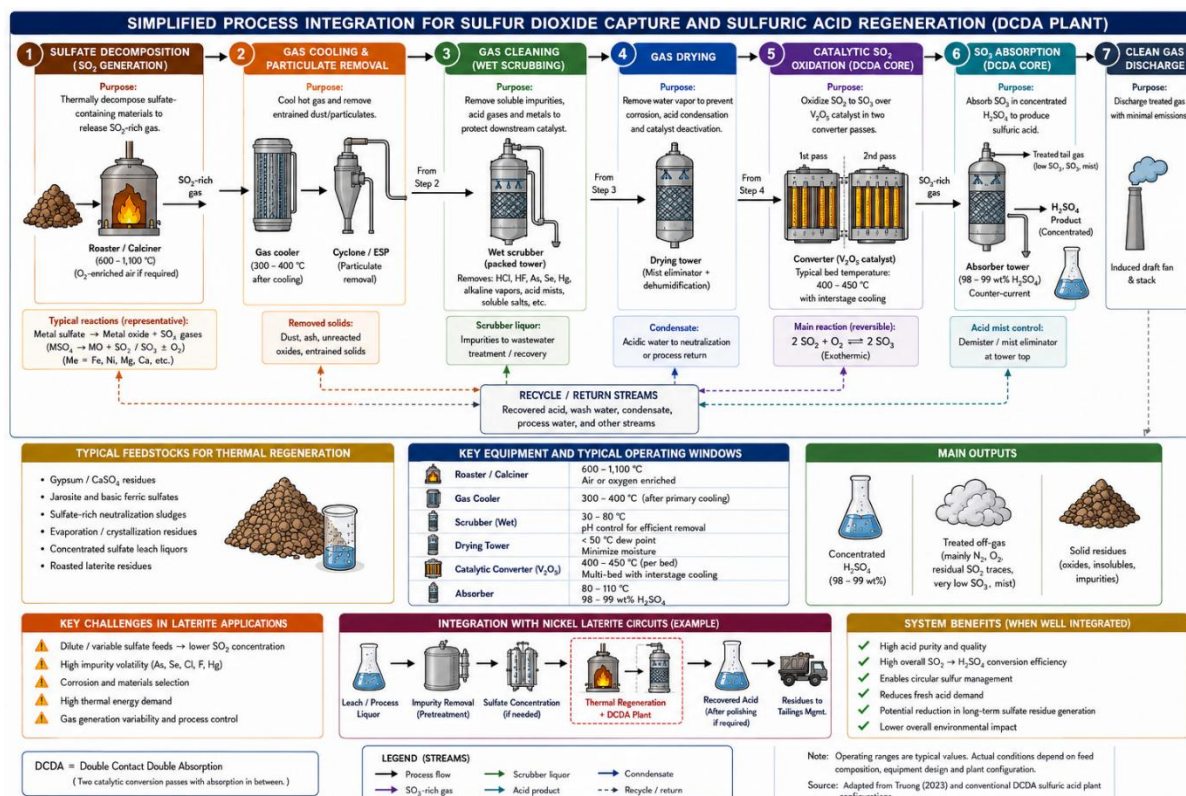 SIMPLIFIED PROCESS INTEGRATION FOR SULFUR DIOXIDE CAPTURE AND SULFURIC ACID REGENERATION (DCDA PLANT)
1
SULFATE DECOMPOSITION
(SO₂ GENERATION)
Purpose:
Thermally decompose sulfate-
containing materials to
release SO₂-rich gas.
SO₂-rich
gas
Roaster / Calciner
(600 – 1,100 °C)
(O₂-enriched air if required)
Typical reactions (representative):
Metal sulfate → Metal oxide + SOₓ gases
(MSO₄ → MO + SO₂ / SO₃ ± O₂)
(Me = Fe, Ni, Mg, Ca, etc.)
2
GAS COOLING &
PARTICULATE REMOVAL
Purpose:
Cool hot gas and remove
entrained dust/particulates.
Gas cooler
(300 – 400 °C
after cooling)
Cyclone / ESP
(Particulate
removal)
Removed solids:
Dust, ash, unreacted
oxides, entrained solids
From
Step 2
3
GAS CLEANING
(WET SCRUBBING)
Purpose:
Remove soluble impurities,
acid gases and metals to
protect downstream catalyst.
Wet scrubber
(packed tower)
Removes: HCl, HF, As, Se, Hg,
alkaline vapors, acid mists,
soluble salts, etc.
Scrubber liquor:
Impurities to wastewater
treatment / recovery
From
Step 3
4
GAS DRYING
Purpose:
Remove water vapor to prevent
corrosion, acid condensation
and catalyst deactivation.
Drying tower
(Mist eliminator +
dehumidification)
Condensate:
Acidic water to neutralization
or process return
From
Step 4
5
CATALYTIC SO₂
OXIDATION (DCDA CORE)
Purpose:
Oxidize SO₂ to SO₃ over
V₂O₅ catalyst in two
converter passes.
1st pass
2nd pass
Converter (V₂O₅ catalyst)
Typical bed temperature:
400 – 450 °C
with interstage cooling
Main reaction (reversible):
2 SO₂ + O₂ ⇌ 2 SO₃
(Exothermic)
SO₂-rich
gas
6
SO₃ ABSORPTION
(DCDA CORE)
Purpose:
Absorb SO₃ in concentrated
H₂SO₄ to produce
sulfuric acid.
Treated tail gas
(low SO₂, SO₃, mist)
H₂SO₄
Product
(Concentrated)
Absorber tower
(98 – 99 wt% H₂SO₄)
Counter-current
Acid mist control:
Demister / mist eliminator
at tower top
7
CLEAN GAS
DISCHARGE
Purpose:
Discharge treated gas
with minimal emissions.
Induced draft fan
& stack
RECYCLE / RETURN STREAMS
Recovered acid, wash water, condensate,
process water, and other streams
TYPICAL FEEDSTOCKS FOR THERMAL REGENERATION
• Gypsum / CaSO₄ residues
• Jarosite and basic ferric sulfates
• Sulfate-rich neutralization sludges
• Evaporation / crystallization residues
• Concentrated sulfate leach liquors
• Roasted laterite residues
KEY EQUIPMENT AND TYPICAL OPERATING WINDOWS
Roaster / Calciner
600 – 1,100 °C
Air or oxygen enriched
Gas Cooler
300 – 400 °C (after primary cooling)
Scrubber (Wet)
30 – 80 °C
pH control for efficient removal
Drying Tower
< 50 °C dew point
Minimize moisture
Catalytic Converter (V₂O₅)
400 – 450 °C (per bed)
Multi-bed with interstage cooling
Absorber
80 – 110 °C
98 – 99 wt% H₂SO₄
MAIN OUTPUTS
Concentrated
H₂SO₄
(98 – 99 wt%)
Treated off-gas
(mainly N₂, O₂,
residual SO₂ traces,
very low SO₃, mist)
Solid residues
(oxides, insolubles,
impurities)
KEY CHALLENGES IN LATERITE APPLICATIONS
Dilute / variable sulfate feeds → lower SO₂ concentration
High impurity volatility (As, Se, Cl, F, Hg)
Corrosion and materials selection
High thermal energy demand
Gas generation variability and process control
INTEGRATION WITH NICKEL LATERITE CIRCUITS (EXAMPLE)
Leach / Process
Liquor
Impurity Removal
(Pretreatment)
Sulfate Concentration
(if needed)
Thermal Regeneration
+ DCDA Plant
Recovered Acid
(After polishing
if required)
Residues to
Tailings Mgmt.
SYSTEM BENEFITS (WHEN WELL INTEGRATED)
High acid purity and quality
High overall SO₂ → H₂SO₄ conversion efficiency
Enables circular sulfur management
Reduces fresh acid demand
Potential reduction in long-term sulfate residue generation
Lower overall environmental impact
DCDA = Double Contact Double Absorption
( Two catalytic conversion passes with absorption in between. )
LEGEND (STREAMS)
Process flow
Scrubber liquor
Conndensate
SO₂-rich gas
Acid product
Recycle / return
Note: Operating ranges are typical values. Actual conditions depend on feed
composition, equipment design and plant configuration.
Source: Adapted from Truong (2023) and conventional DCDA sulfuric acid plant